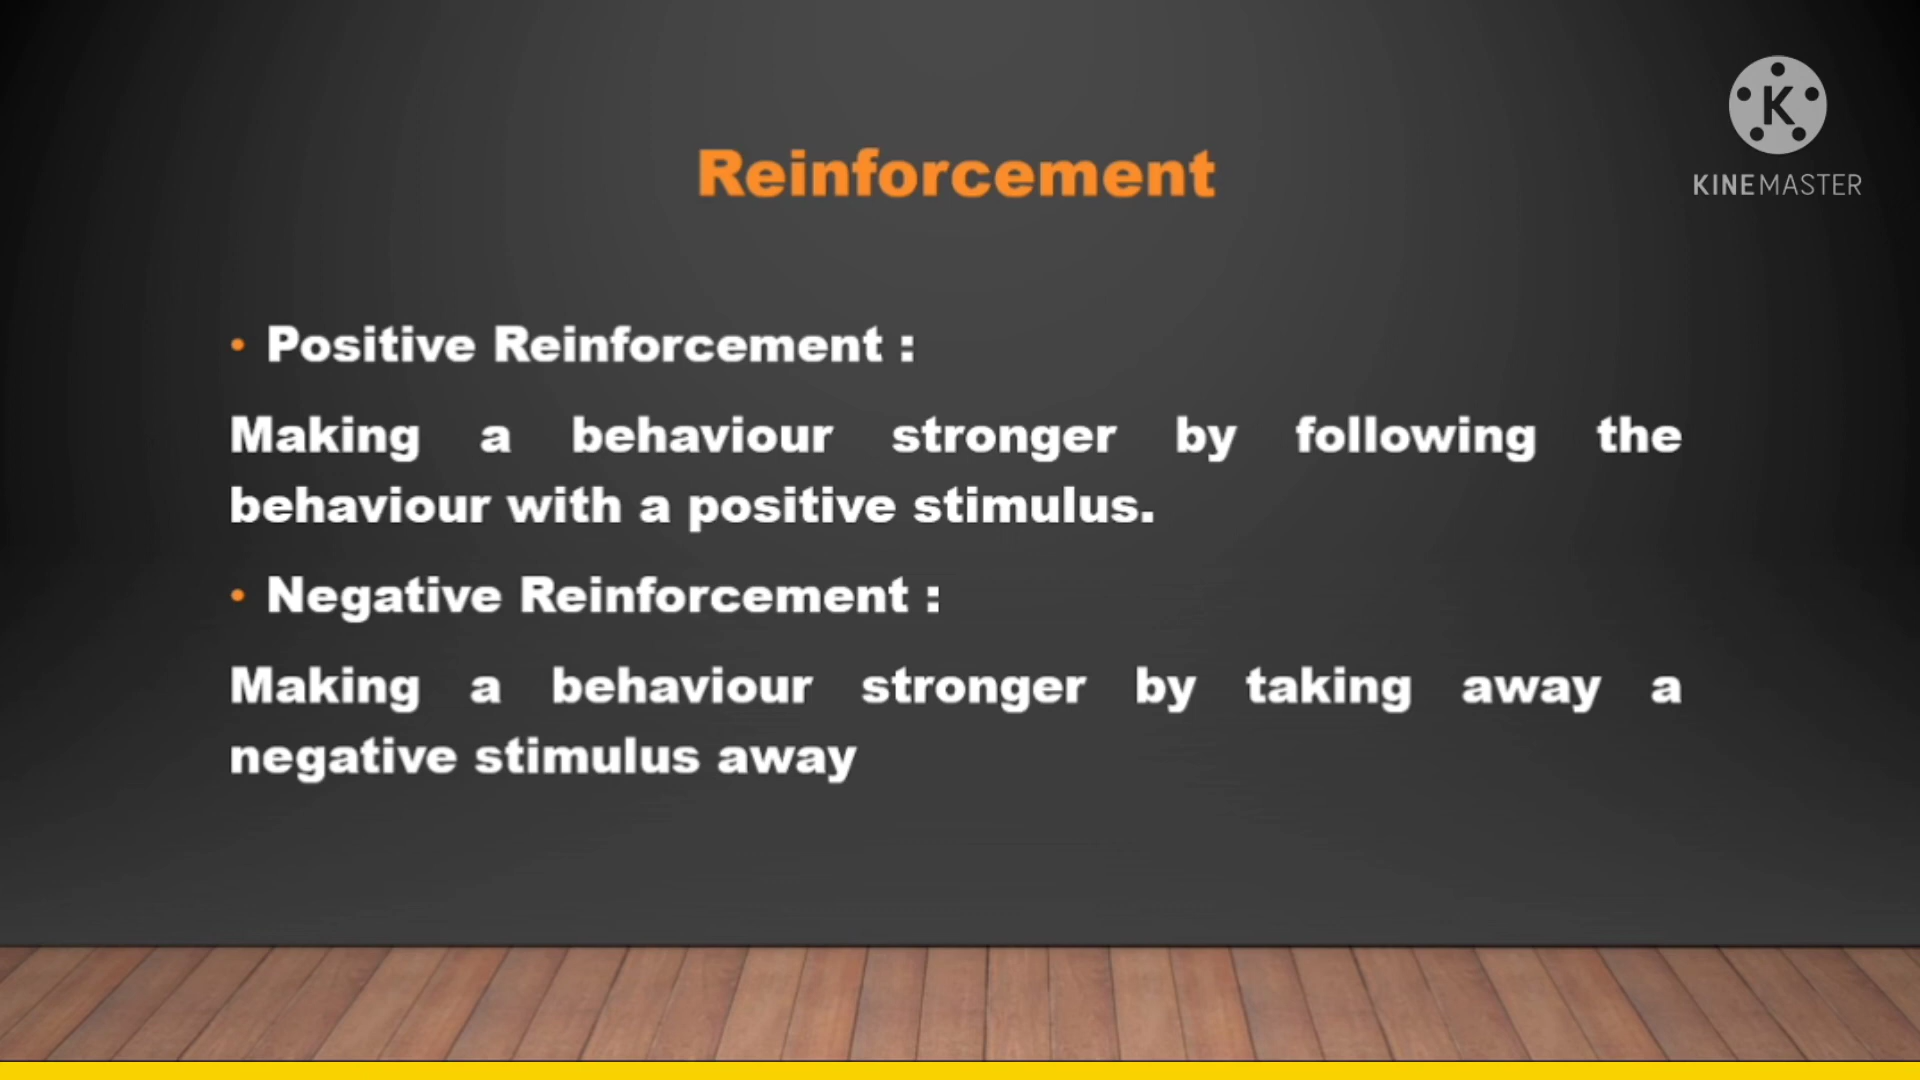 K
KINEMASTER
Reinforcement
• Positive Reinforcement :
Making a behaviour stronger by following the
behaviour with a positive stimulus.
• Negative Reinforcement :
Making a behaviour stronger by taking away a
negative stimulus away